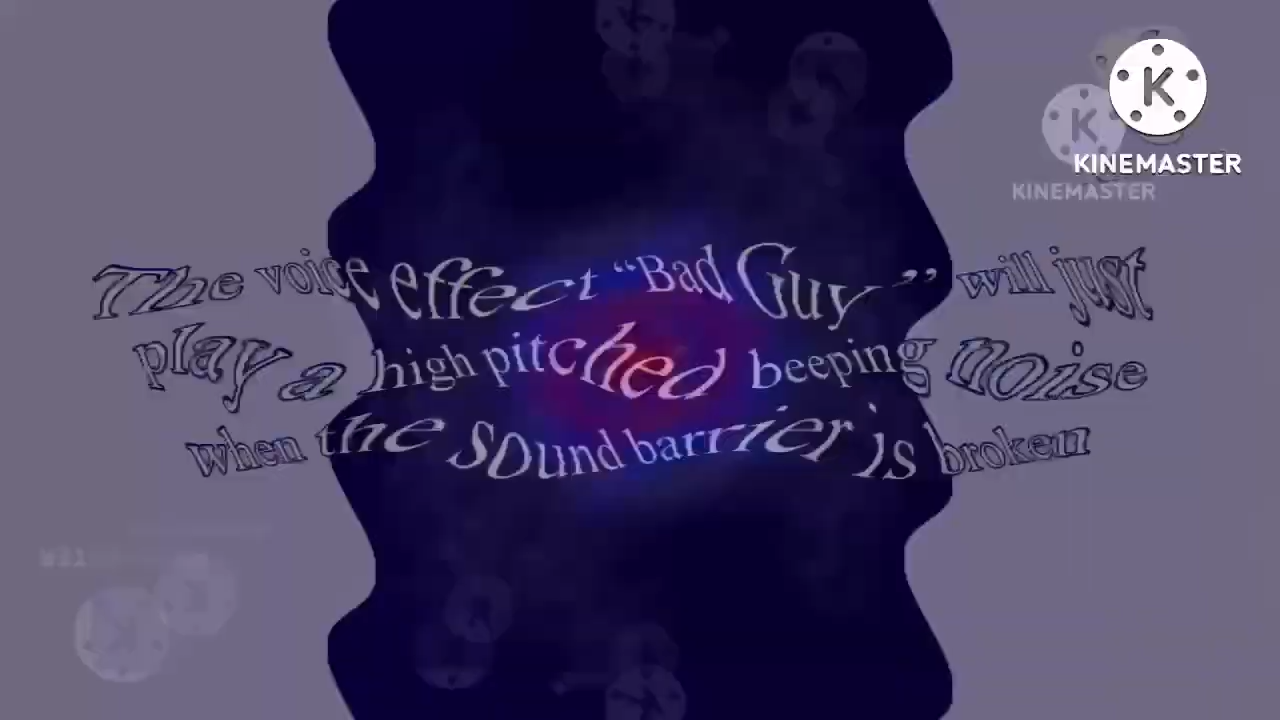 K
KINEMASTER
K
KINEMASTER
The voice effect “Bad Guy” will just
play a high pitched beeping noise
when the sound barrier is broken